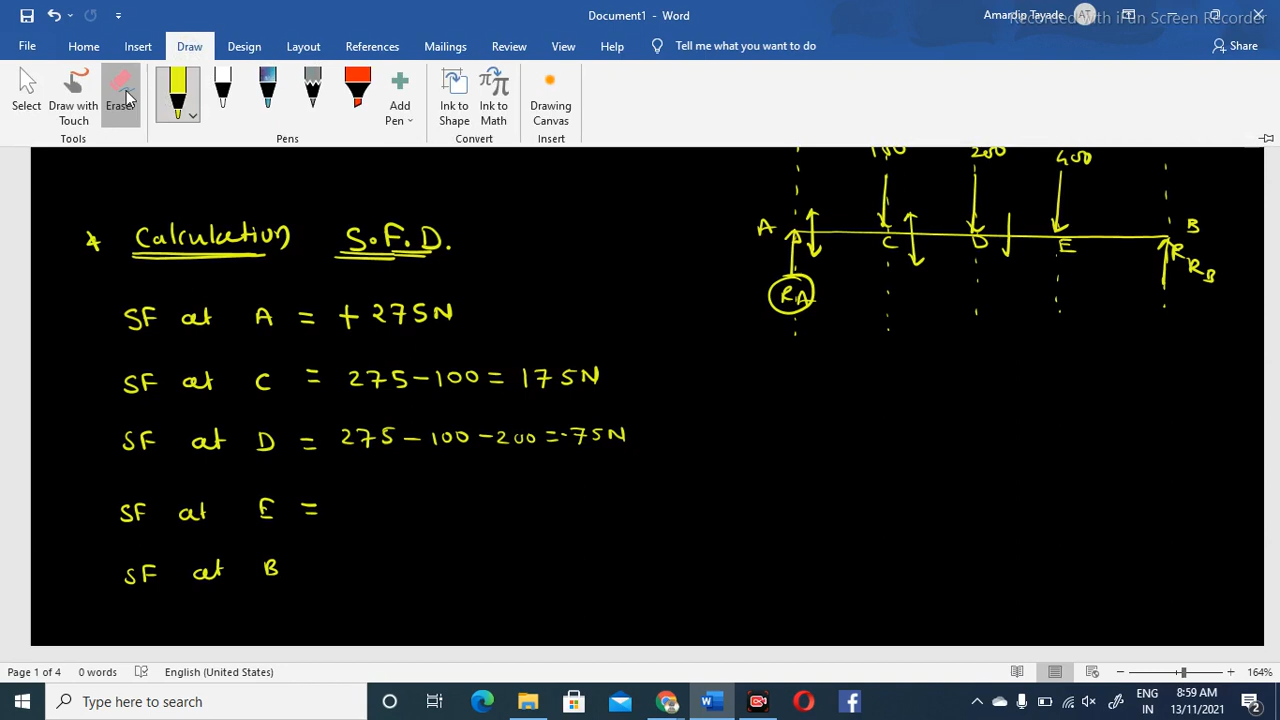 Document1 - Word
Amardip Tayade AT
Recorded with iFun Screen Recorder
File Home Insert Draw Design Layout References Mailings Review View Help Tell me what you want to do Share
Select Draw with Touch Eraser Add Pen Ink to Shape Ink to Math Drawing Canvas
Tools Pens Convert Insert
100 200 400
* Calculation S.F.D.
A C D E B
RA RB
SF at A = +275N
SF at C = 275-100= 175N
SF at D = 275-100-200=-75N
SF at E =
SF at B
Page 1 of 4 0 words English (United States) 164%
Type here to search
ENG IN 8:59 AM 13/11/2021 2